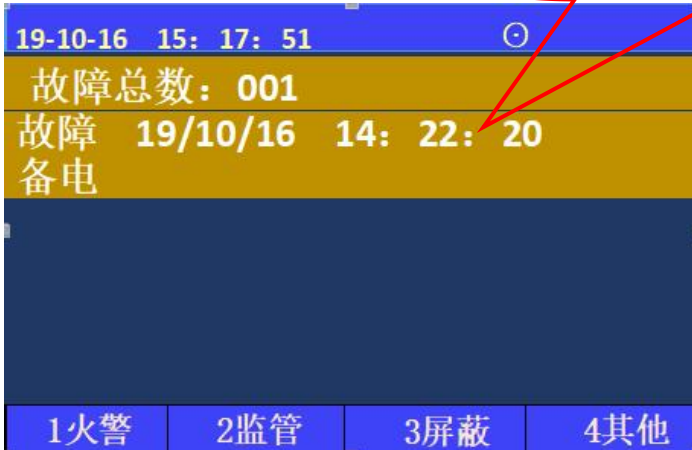 19-10-16 15：17：51
故障总数：001
故障 19/10/16 14：22：20
备电
1火警 2监管 3屏蔽 4其他